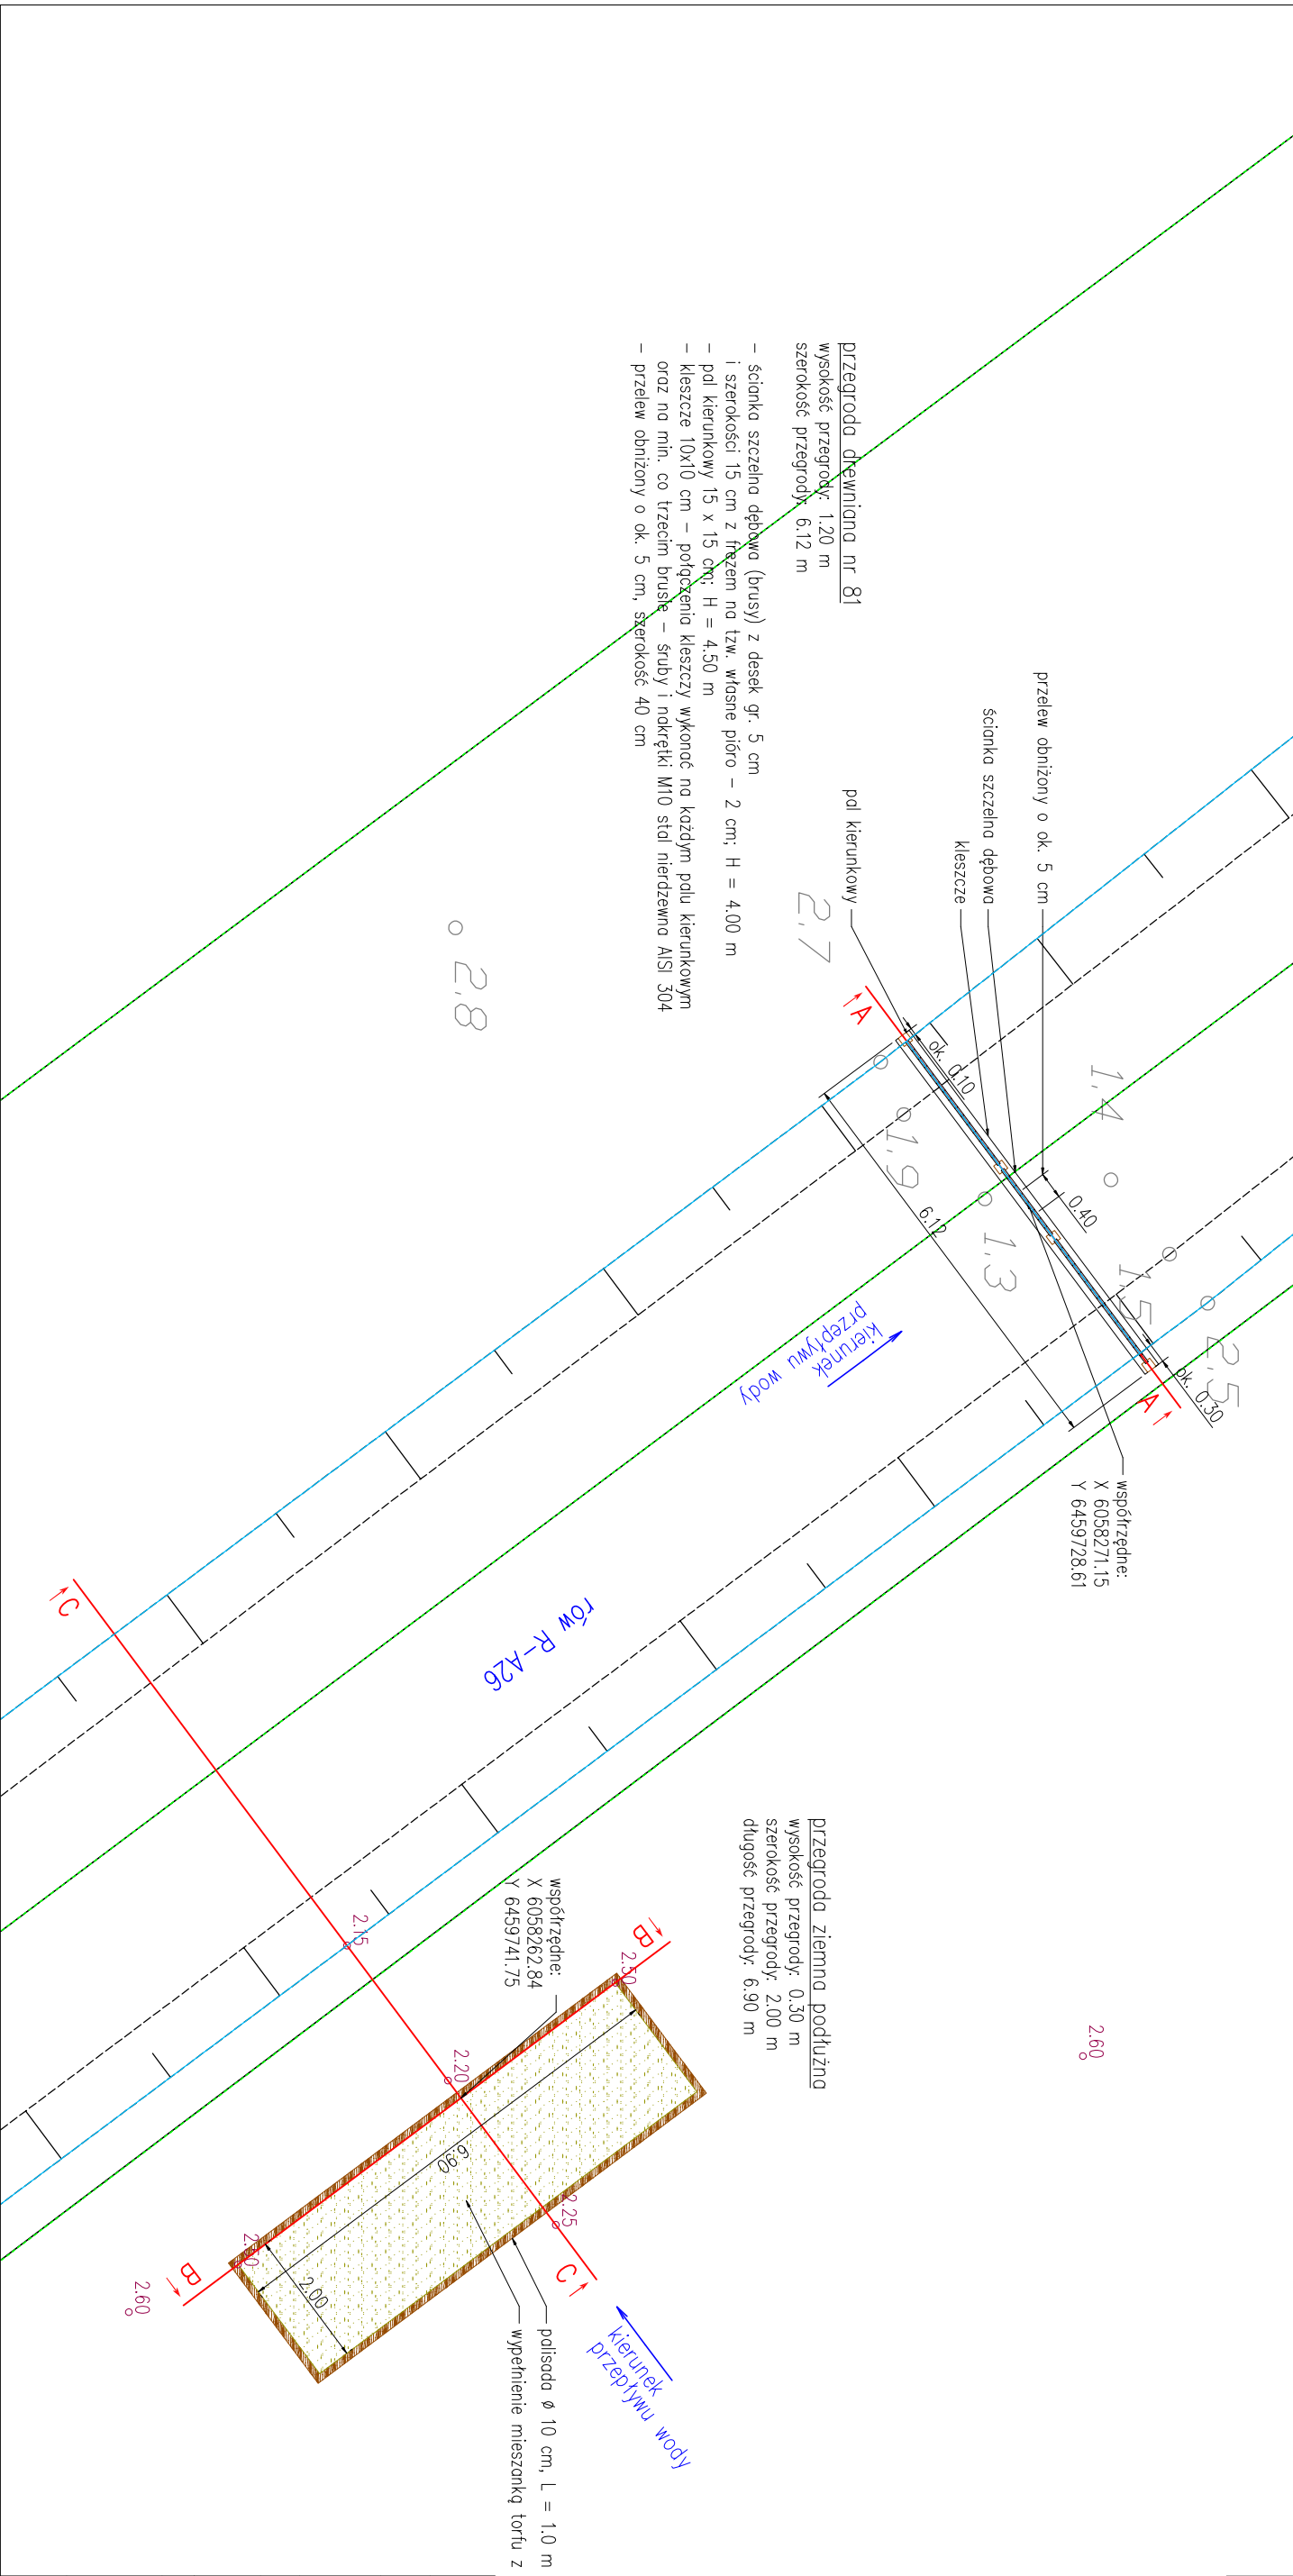 przegroda drewniana nr 81
wysokość przegrody: 1.20 m
szerokość przegrody: 6.12 m
- ścianka szczelna dębowa (brusy) z desek gr. 5 cm
i szerokości 15 cm z frezem na tzw. własne pióro - 2 cm; H = 4.00 m
- pal kierunkowy 15 x 15 cm; H = 4.50 m
- kleszcze 10x10 cm - połączenia kleszczy wykonać na każdym palu kierunkowym
oraz na min. co trzecim brusie - śruby i nakrętki M10 stal nierdzewna AISI 304
- przelew obniżony o ok. 5 cm, szerokość 40 cm
przelew obniżony o ok. 5 cm
ścianka szczelna dębowa
kleszcze
pal kierunkowy
2.7
2.8
A
ok. 0.10
1.9
1.4
1.3
0.40
1.5
2.5
6.12
ok. 0.30
A
współrzędne:
X 6058271.15
Y 6459728.61
kierunek
przepływu wody
rów R-A26
C
przegroda ziemna podłużna
wysokość przegrody: 0.30 m
szerokość przegrody: 2.00 m
długość przegrody: 6.90 m
współrzędne:
X 6058262.84
Y 6459741.75
2.15
B
2.50
2.60
2.20
6.90
2.25
2.00
B
2.60
C
kierunek
przepływu wody
palisada ø 10 cm, L = 1.0 m
wypełnienie mieszanką torfu z